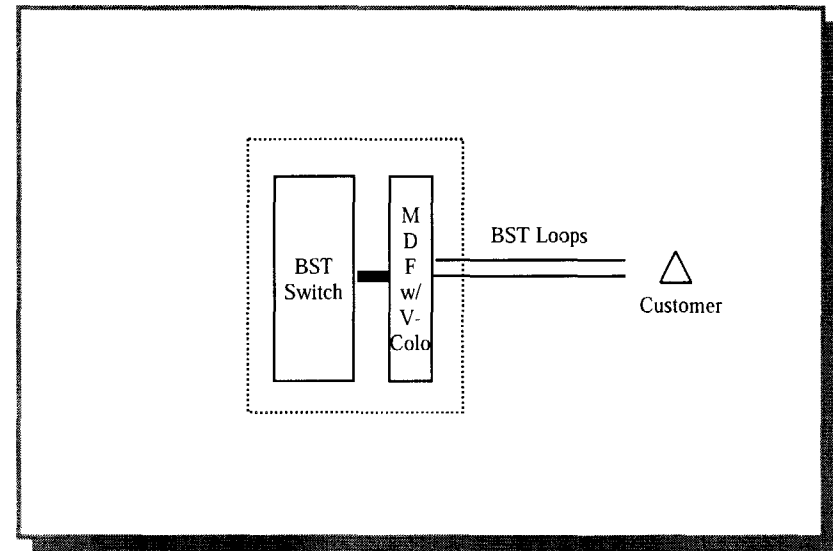 BST
Switch
M
D
F
w/
V-
Colo
BST Loops
Customer